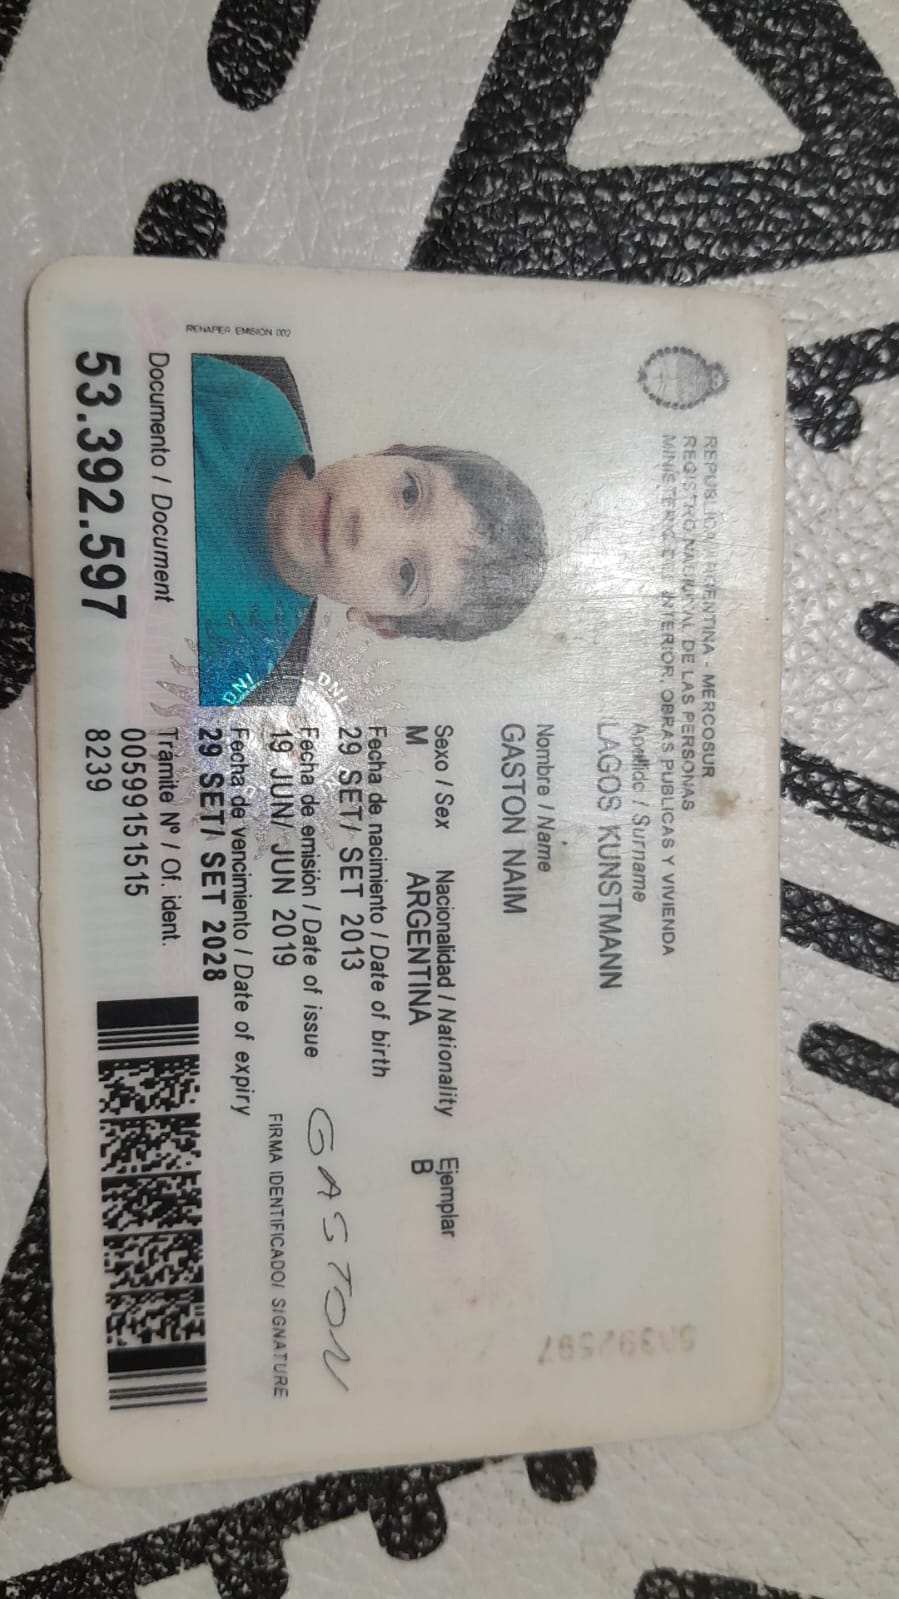 REPUBLICA ARGENTINA - MERCOSUR
REGISTRO NACIONAL DE LAS PERSONAS
MINISTERIO DEL INTERIOR, OBRAS PUBLICAS Y VIVIENDA
Apellido / Surname
LAGOS KUNSTMANN
Nombre / Name
GASTON NAIM
Sexo / Sex Nacionalidad / Nationality Ejemplar
M ARGENTINA B
Fecha de nacimiento / Date of birth
29 SET/ SET 2013
Fecha de emisión / Date of issue
19 JUN/ JUN 2019
GASTON
FIRMA IDENTIFICADO/ SIGNATURE
Fecha de vencimiento / Date of expiry
29 SET/ SET 2028
RENAPER EMISION 002
DNI
DNI
Documento / Document
53.392.597
Tramite Nº / Of. ident.
00599151515
8239
53392597